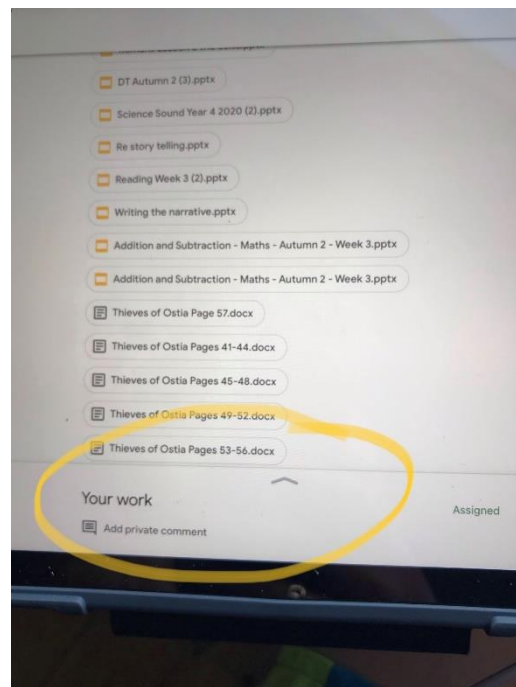 DT Autumn 2 (3).pptx
Science Sound Year 4 2020 (2).pptx
Re story telling.pptx
Reading Week 3 (2).pptx
Writing the narrative.pptx
Addition and Subtraction - Maths - Autumn 2 - Week 3.pptx
Addition and Subtraction - Maths - Autumn 2 - Week 3.pptx
Thieves of Ostia Page 57.docx
Thieves of Ostia Pages 41-44.docx
Thieves of Ostia Pages 45-48.docx
Thieves of Ostia Pages 49-52.docx
Thieves of Ostia Pages 53-56.docx
Your work
Assigned
Add private comment